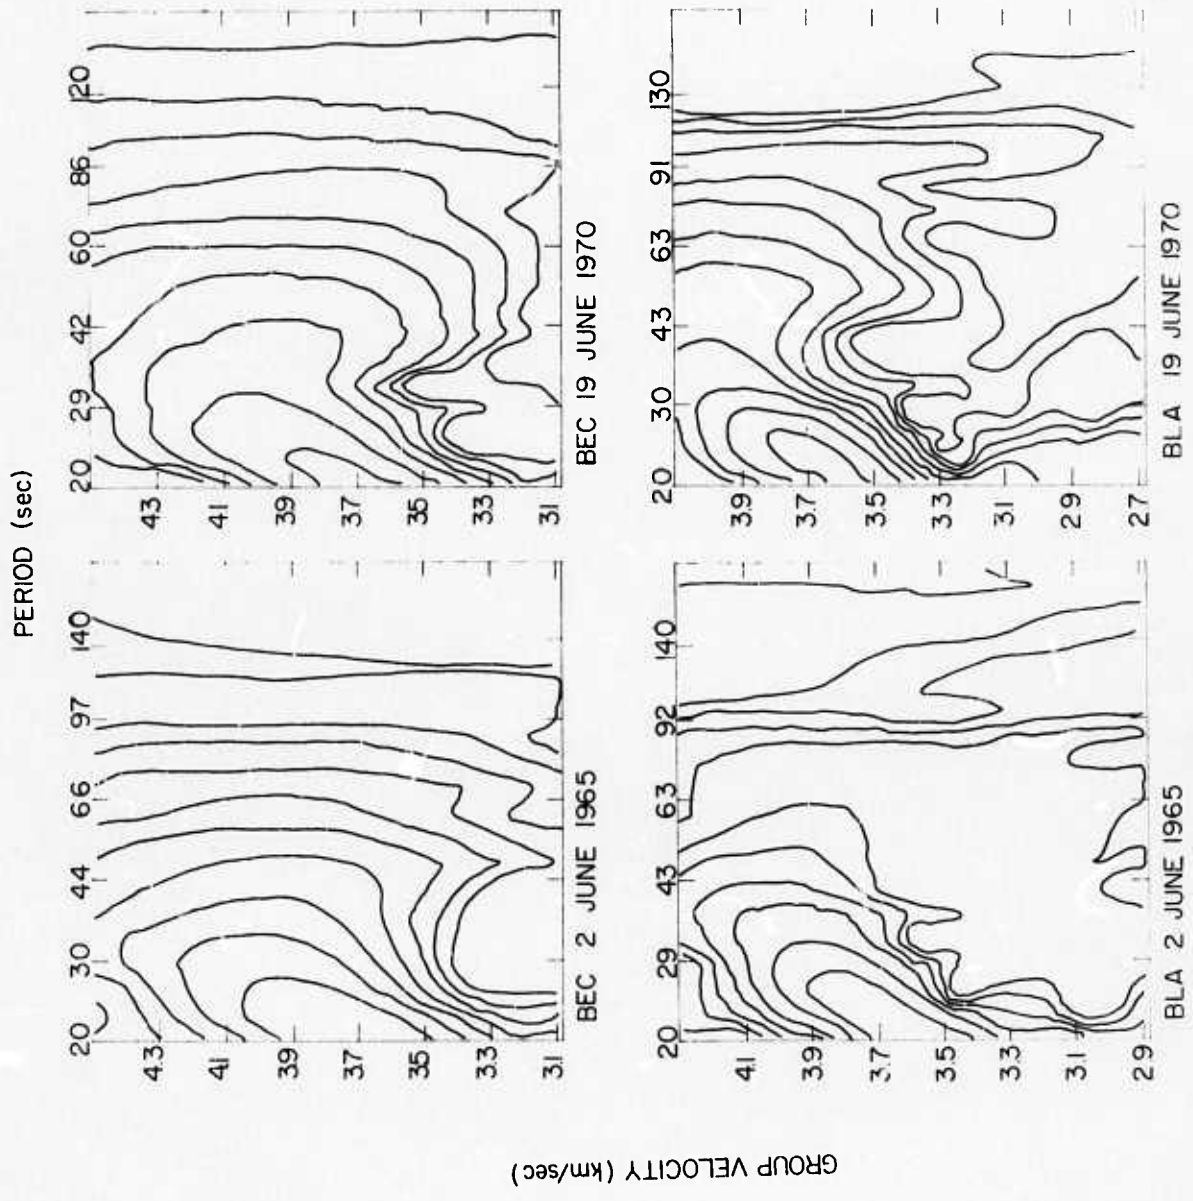 PERIOD (sec)
20 29 42 60 86 120
4.3 4.1 3.9 3.7 3.5 3.3 3.1
BEC 19 JUNE 1970
20 30 43 63 91 130
3.9 3.7 3.5 3.3 3.1 2.9 2.7
BLA 19 JUNE 1970
20 30 44 66 97 140
4.3 4.1 3.9 3.7 3.5 3.3 3.1
BEC 2 JUNE 1965
20 29 43 63 92 140
4.1 3.9 3.7 3.5 3.3 3.1 2.9
BLA 2 JUNE 1965
GROUP VELOCITY (km/sec)